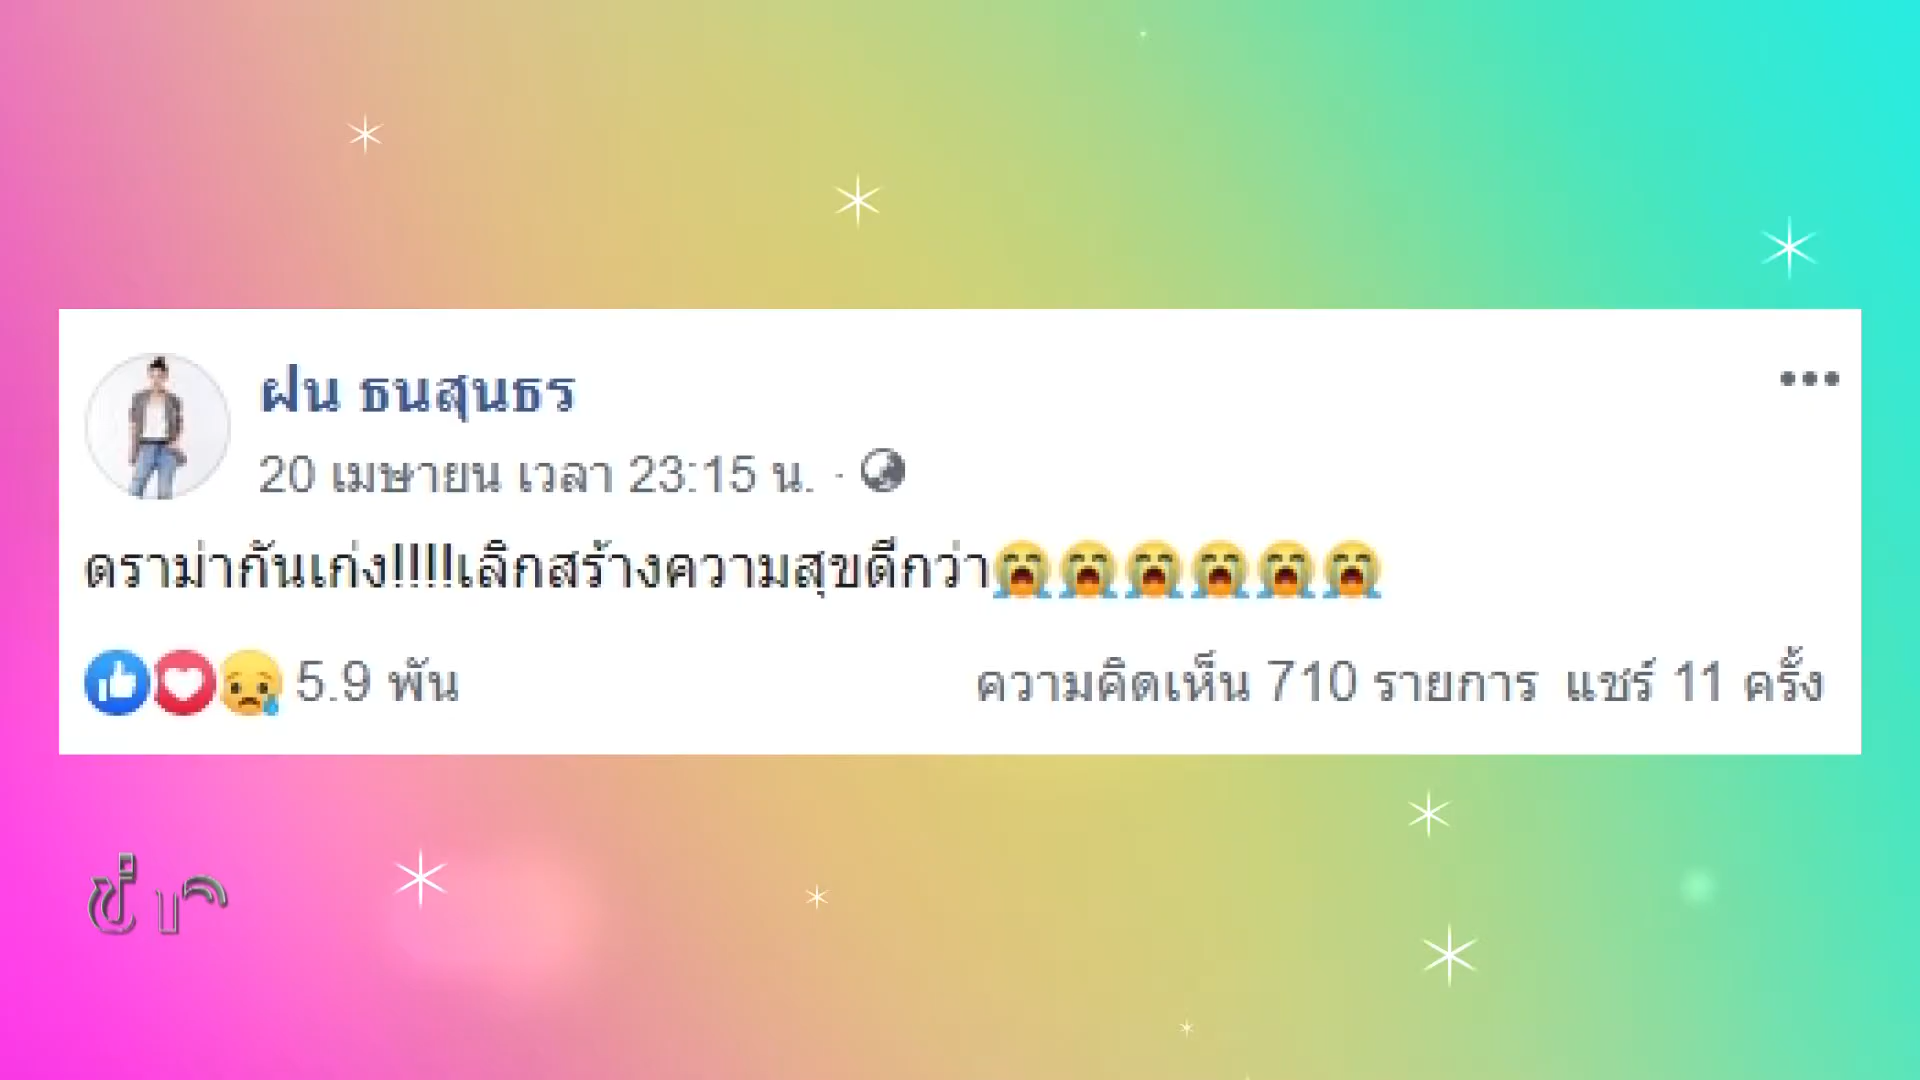 ฝน ธนสุนธร
20 เมษายน เวลา 23:15 น. ·
ดราม่ากันเก่ง!!!!เลิกสร้างความสุขดีกว่า😭😭😭😭😭😭
5.9 พัน
ความคิดเห็น 710 รายการ แชร์ 11 ครั้ง